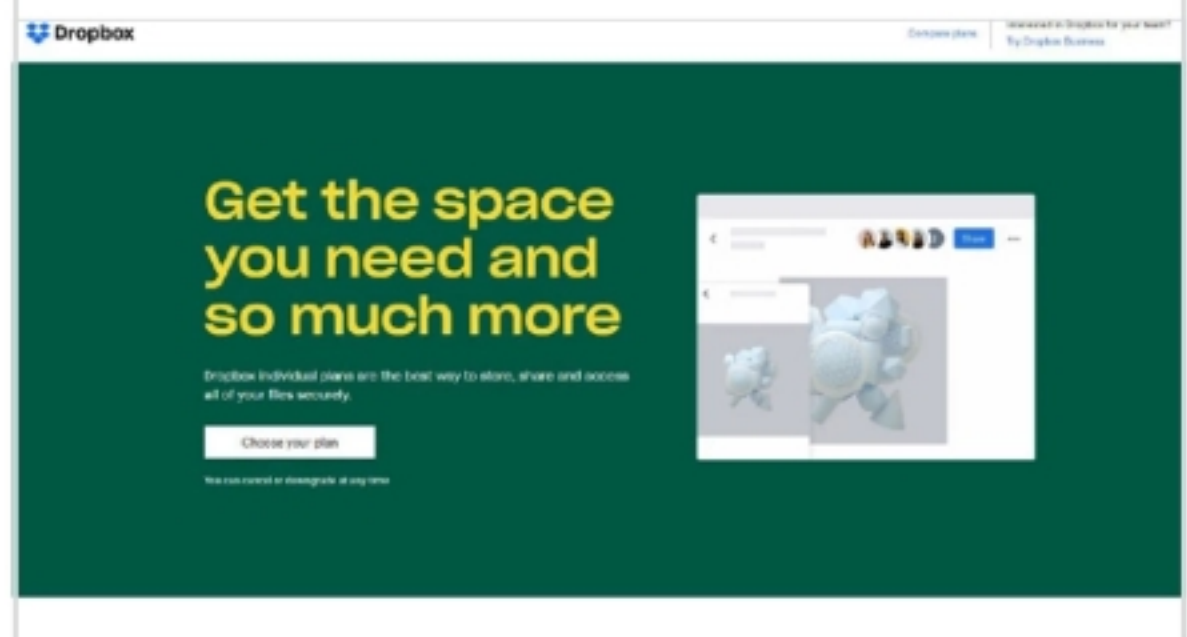 Dropbox
Compare plans
Interested in Dropbox for your team?
Try Dropbox Business
Get the space
you need and
so much more
Dropbox individual plans are the best way to store, share and access
all of your files securely.
Choose your plan
You can cancel or downgrade at any time
Share